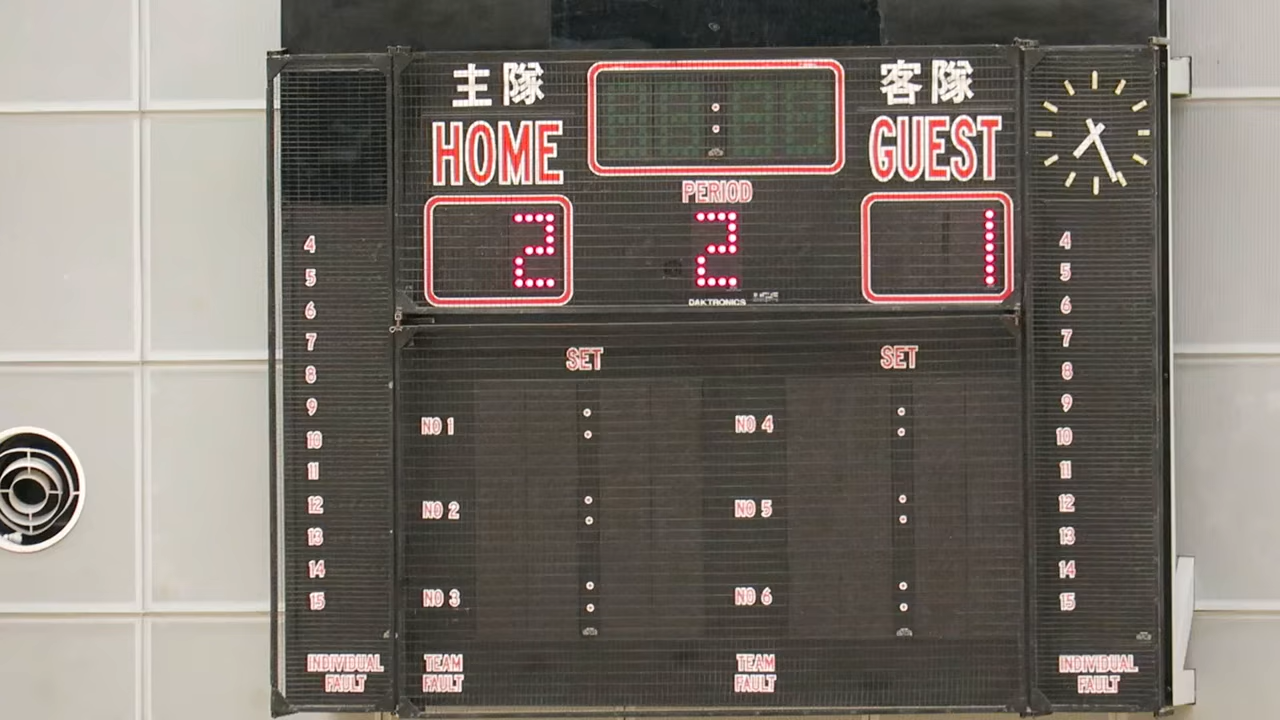 主隊
客隊
HOME
GUEST
PERIOD
2
2
1
DAKTRONICS
SET
SET
NO 1
NO 4
NO 2
NO 5
NO 3
NO 6
4
5
6
7
8
9
10
11
12
13
14
15
4
5
6
7
8
9
10
11
12
13
14
15
INDIVIDUAL
FAULT
TEAM
FAULT
TEAM
FAULT
INDIVIDUAL
FAULT